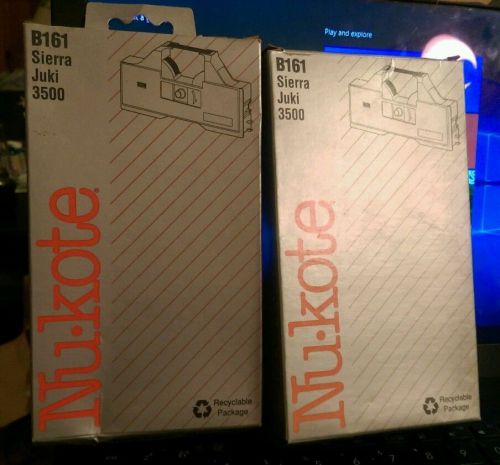 B161
Sierra
Juki
3500
Nu·kote®
Recyclable
Package
B161
Sierra
Juki
3500
Nu·kote®
Recyclable
Package
Play and explore